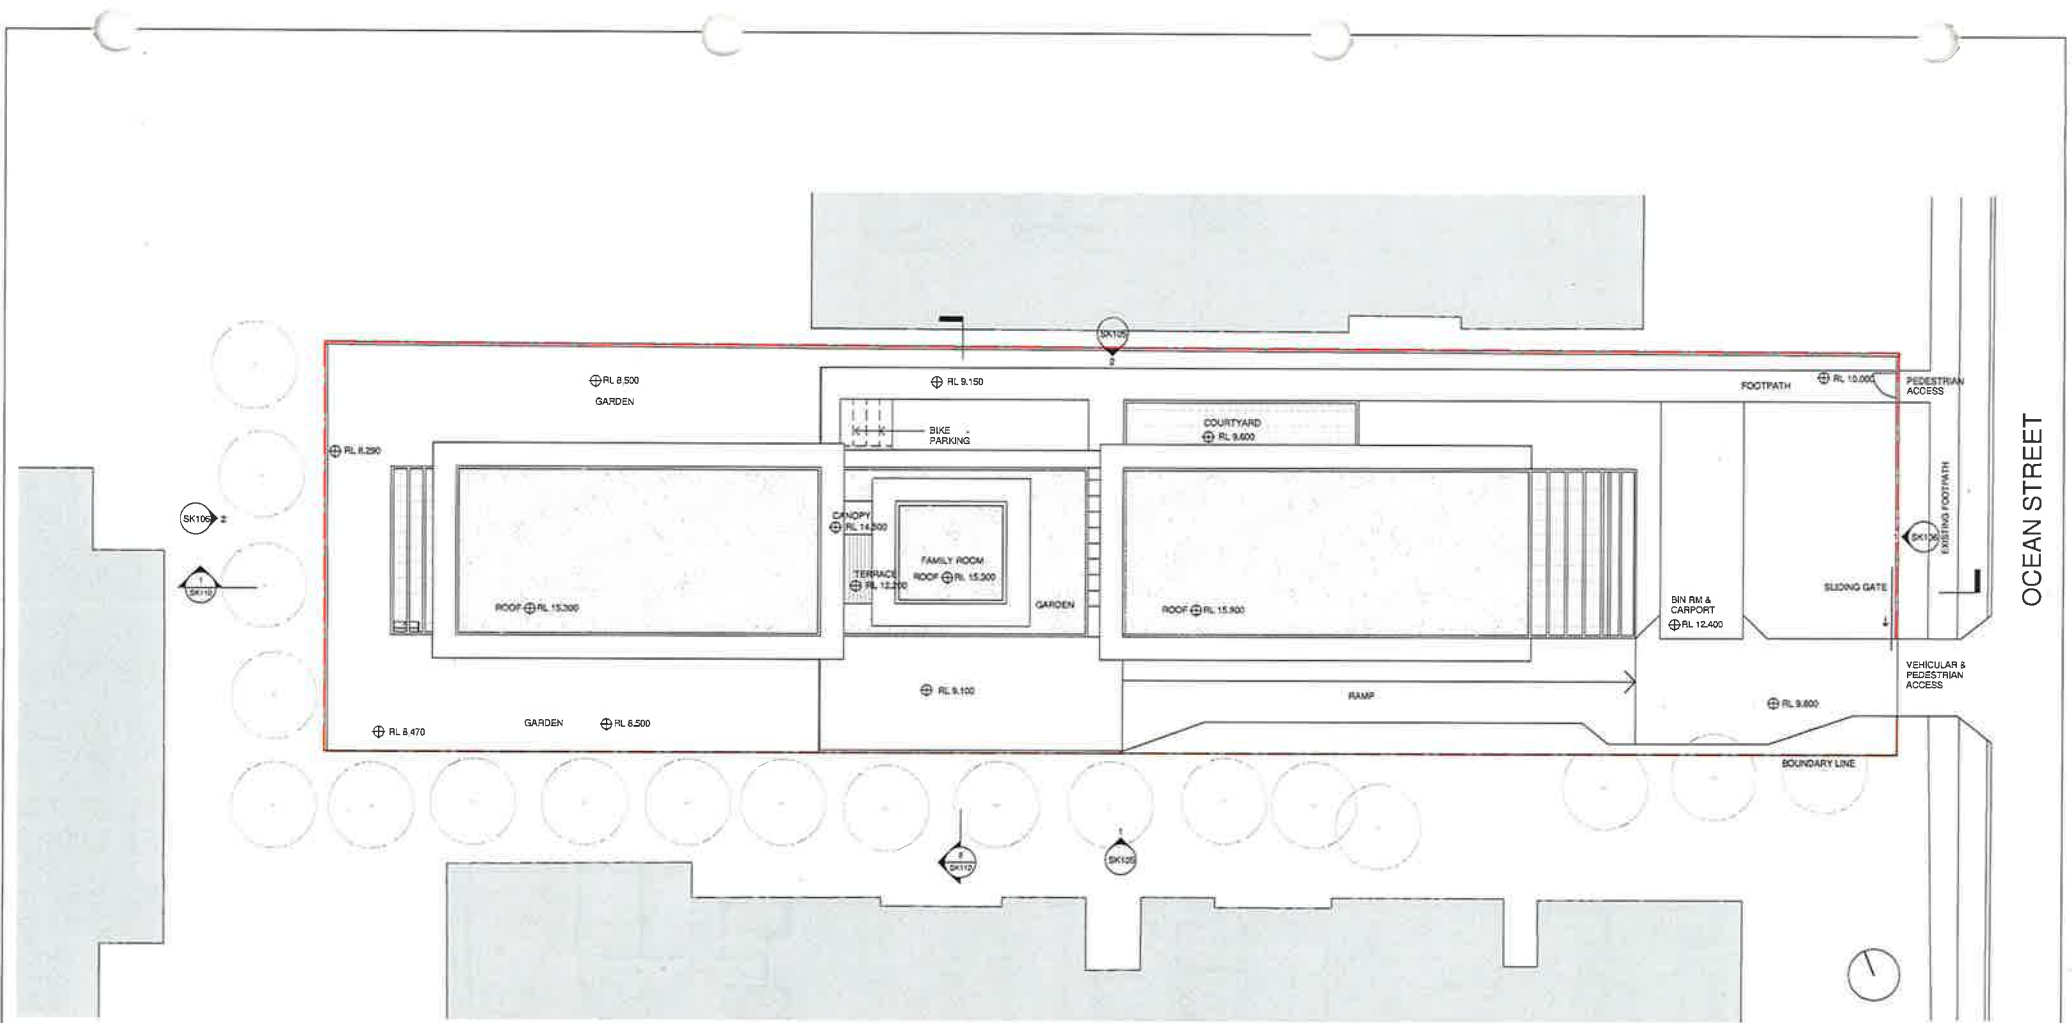 SK105
2
RL 8.500
GARDEN
RL 9.150
FOOTPATH
RL 10.000
PEDESTRIAN
ACCESS
COURTYARD
RL 9.600
BIKE
PARKING
RL 8.290
SK106
2
CANOPY
RL 14.500
FAMILY ROOM
ROOF RL 15.300
TERRACE
GARDEN
1
SK110
ROOF RL 15.300
ROOF RL 15.900
BIN RM &
CARPORT
RL 12.400
SLIDING GATE
1
SK106
EXISTING FOOTPATH
OCEAN STREET
VEHICULAR &
PEDESTRIAN
ACCESS
RL 9.100
RAMP
RL 9.800
GARDEN
RL 8.500
RL 8.470
BOUNDARY LINE
SK110
1
SK105